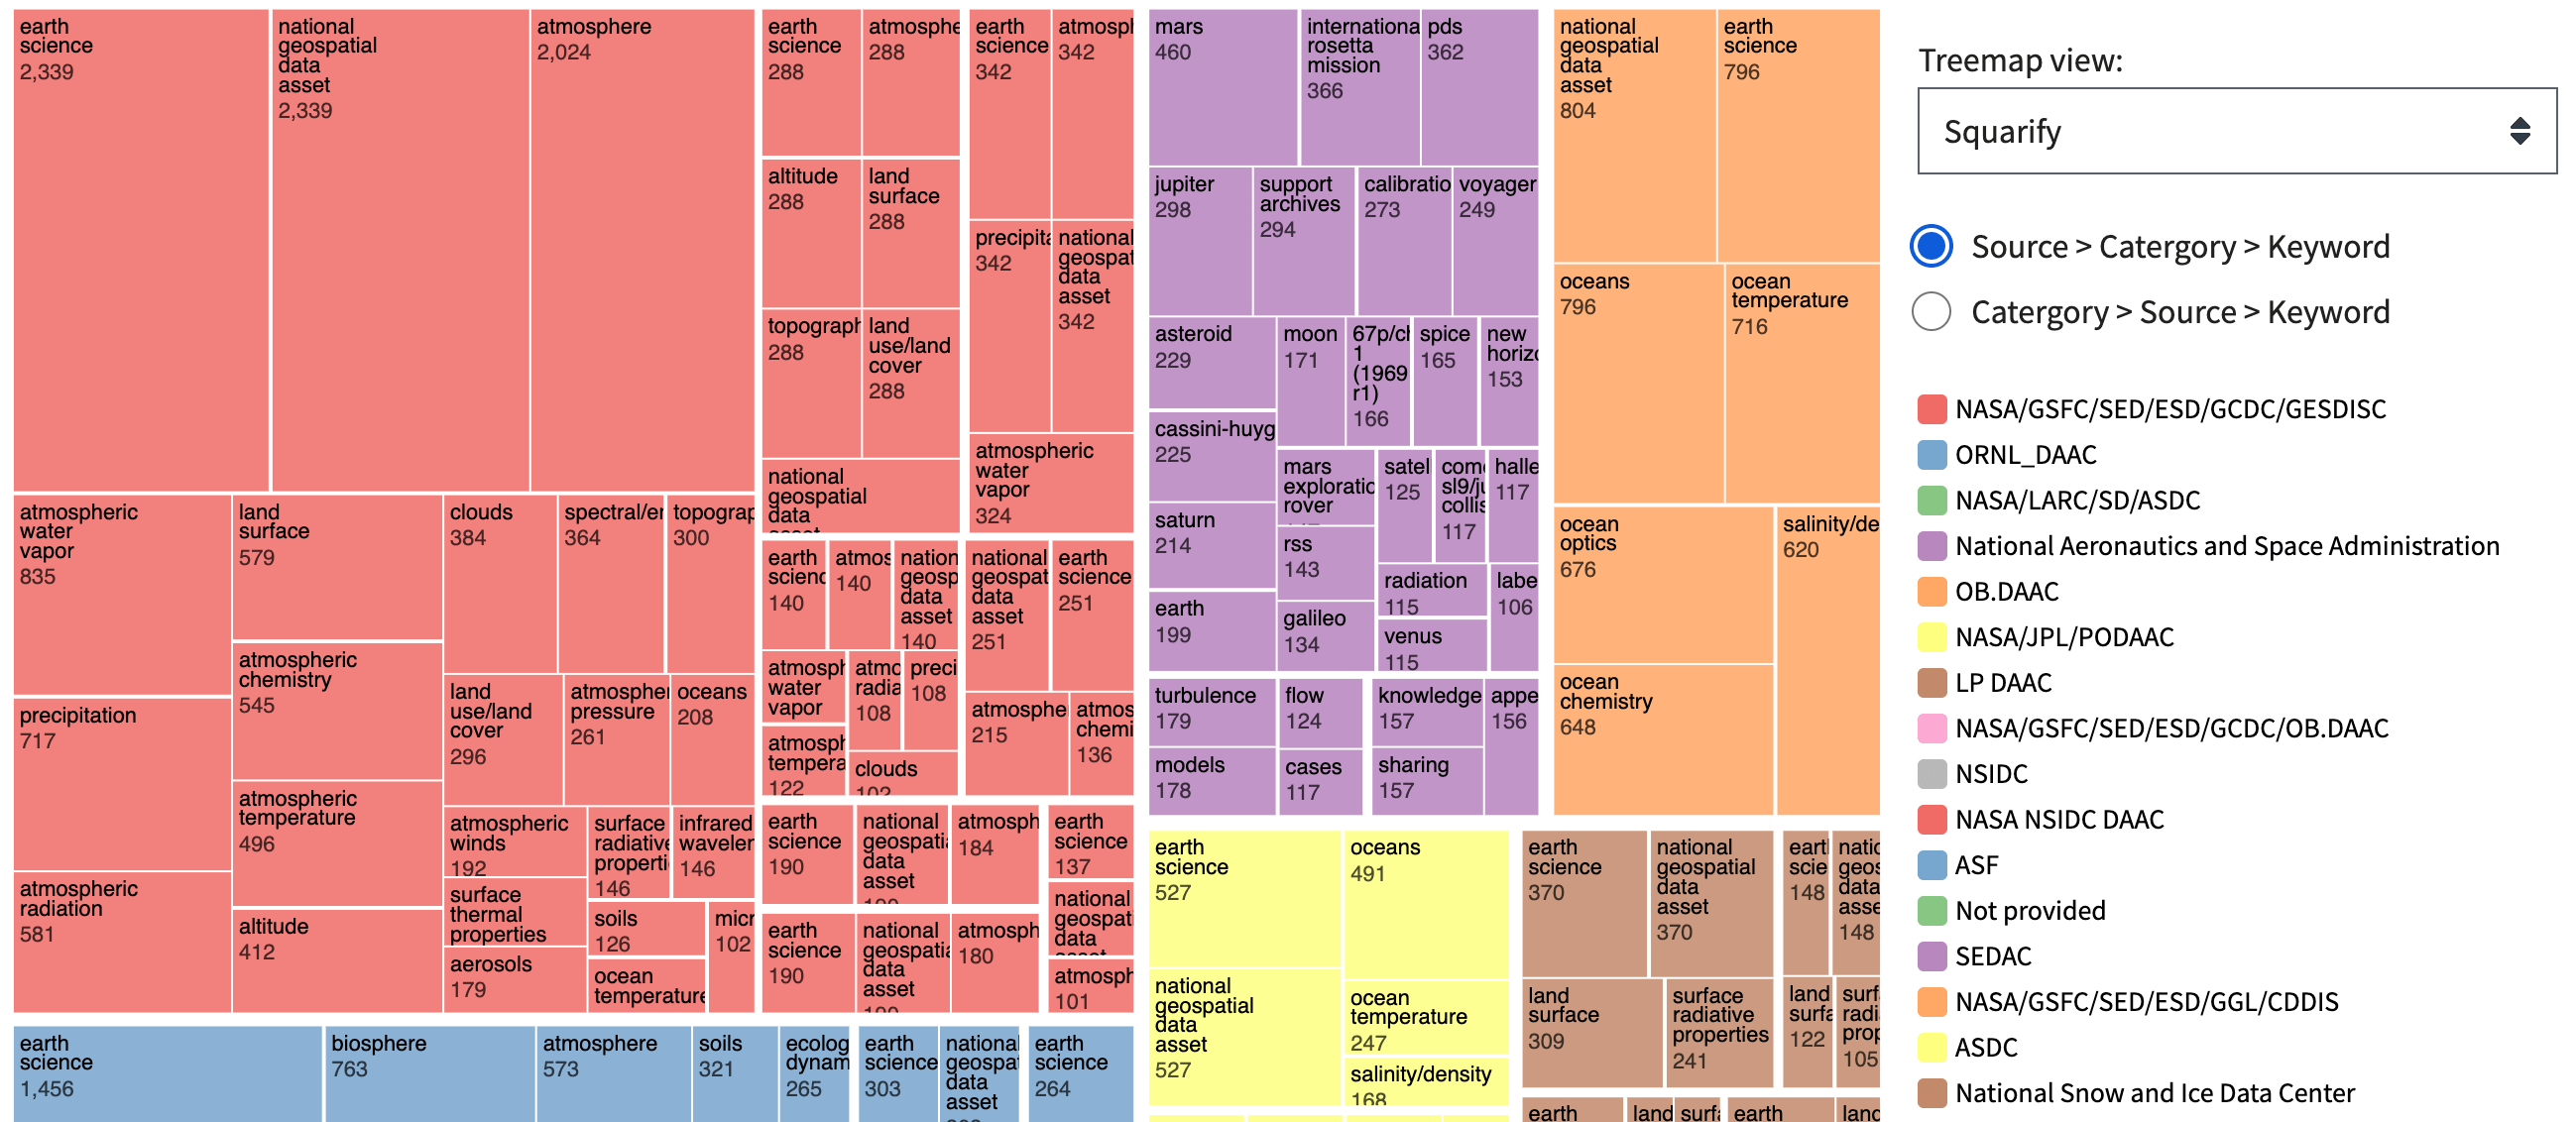 earth
science
2,339
national
geospatial
data
asset
2,339
atmosphere
2,024
atmospheric
water
vapor
835
precipitation
717
atmospheric
radiation
581
land
surface
579
atmospheric
chemistry
545
atmospheric
temperature
496
altitude
412
clouds
384
spectral/en
364
topograp
300
land
use/land
cover
296
atmospher
pressure
261
oceans
208
atmospheric
winds
192
surface
thermal
properties
aerosols
179
surface
radiative
properti
146
infrared
waveler
146
soils
126
ocean
temperature
micr
102
earth
science
288
atmosphe
288
altitude
288
land
surface
288
topograph
288
land
use/land
cover
288
national
geospatial
data
earth
science
342
atmosph
342
precipita
342
national
geospat
data
asset
342
atmospheric
water
vapor
324
earth
scienc
140
atmos
140
nation
geosp
data
asset
140
atmosph
water
vapor
atmosph
tempera
122
atmo
radia
108
preci
108
clouds
102
national
geospat
data
asset
251
earth
science
251
atmosphe
215
atmos
chemi
136
earth
science
190
national
geospatia
data
asset
190
atmosph
184
earth
science
137
national
geospati
data
atmosph
101
earth
science
190
national
geospatia
data
asset
190
atmosph
180
earth
science
1,456
biosphere
763
atmosphere
573
soils
321
ecolog
dynam
265
earth
science
303
national
geospat
data
asset
earth
science
264
mars
460
internationa
rosetta
mission
366
pds
362
jupiter
298
support
archives
294
calibratio
273
voyager
249
asteroid
229
cassini-huyg
225
saturn
214
earth
199
moon
171
67p/ch
1
(1969
r1)
166
spice
165
new
horizo
153
mars
exploratio
rover
rss
143
galileo
134
satel
125
come
sl9/ju
collis
117
halle
117
radiation
115
venus
115
labe
106
turbulence
179
models
178
flow
124
cases
117
knowledge
157
sharing
157
appe
156
national
geospatial
data
asset
804
earth
science
796
oceans
796
ocean
temperature
716
ocean
optics
676
ocean
chemistry
648
salinity/de
620
earth
science
527
national
geospatial
data
asset
527
oceans
491
ocean
temperature
247
salinity/density
168
earth
science
370
national
geospatial
data
asset
370
land
surface
309
surface
radiative
properties
241
eart
scie
148
natio
geos
data
asse
148
land
surfa
122
surf
radi
prop
105
earth
land
surfa
earth
land
Treemap view:
Squarify
Source > Catergory > Keyword
Catergory > Source > Keyword
NASA/GSFC/SED/ESD/GCDC/GESDISC
ORNL_DAAC
NASA/LARC/SD/ASDC
National Aeronautics and Space Administration
OB.DAAC
NASA/JPL/PODAAC
LP DAAC
NASA/GSFC/SED/ESD/GCDC/OB.DAAC
NSIDC
NASA NSIDC DAAC
ASF
Not provided
SEDAC
NASA/GSFC/SED/ESD/GGL/CDDIS
ASDC
National Snow and Ice Data Center